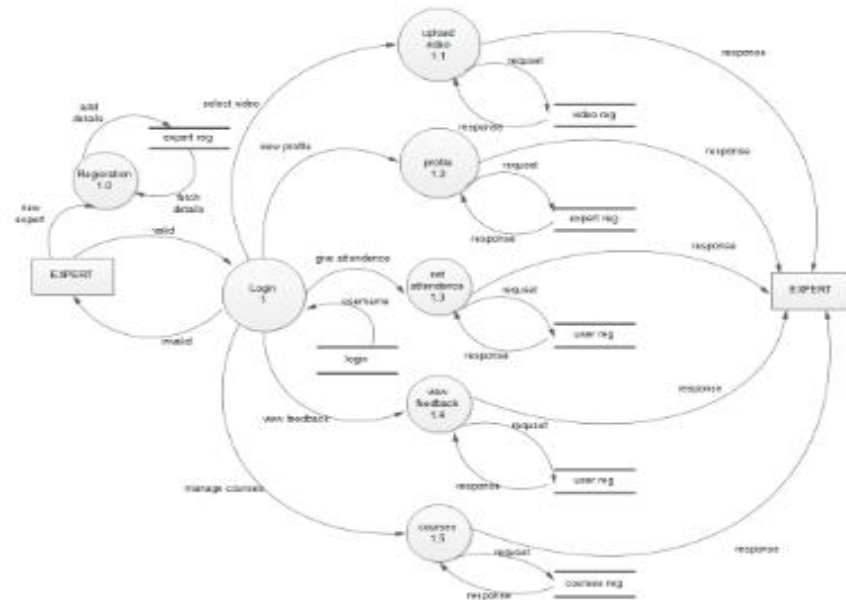 upload
video
1.1
response
request
select video
response
video reg
add
details
expert reg
view profile
profile
1.2
response
request
Registration
1.0
fetch
details
new
expert
expert reg
valid
response
response
give attendence
EXPERT
Login
1
set
attendence
1.3
request
EXPERT
username
user reg
invalid
response
login
view
feedback
1.4
response
view feedback
request
response
user reg
manage courses
courses
1.5
response
request
courses reg
response